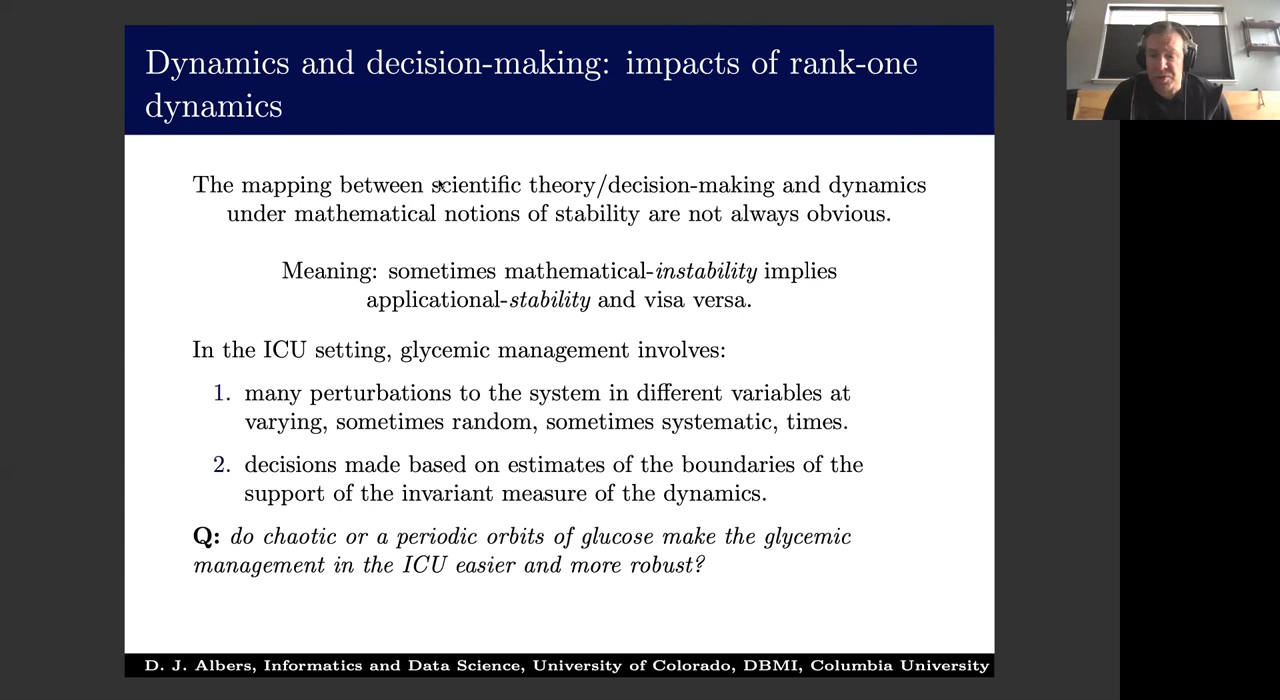 Dynamics and decision-making: impacts of rank-one
dynamics
The mapping between scientific theory/decision-making and dynamics
under mathematical notions of stability are not always obvious.
Meaning: sometimes mathematical-instability implies
applicational-stability and visa versa.
In the ICU setting, glycemic management involves:
1. many perturbations to the system in different variables at
varying, sometimes random, sometimes systematic, times.
2. decisions made based on estimates of the boundaries of the
support of the invariant measure of the dynamics.
Q: do chaotic or a periodic orbits of glucose make the glycemic
management in the ICU easier and more robust?
D. J. Albers, Informatics and Data Science, University of Colorado, DBMI, Columbia University